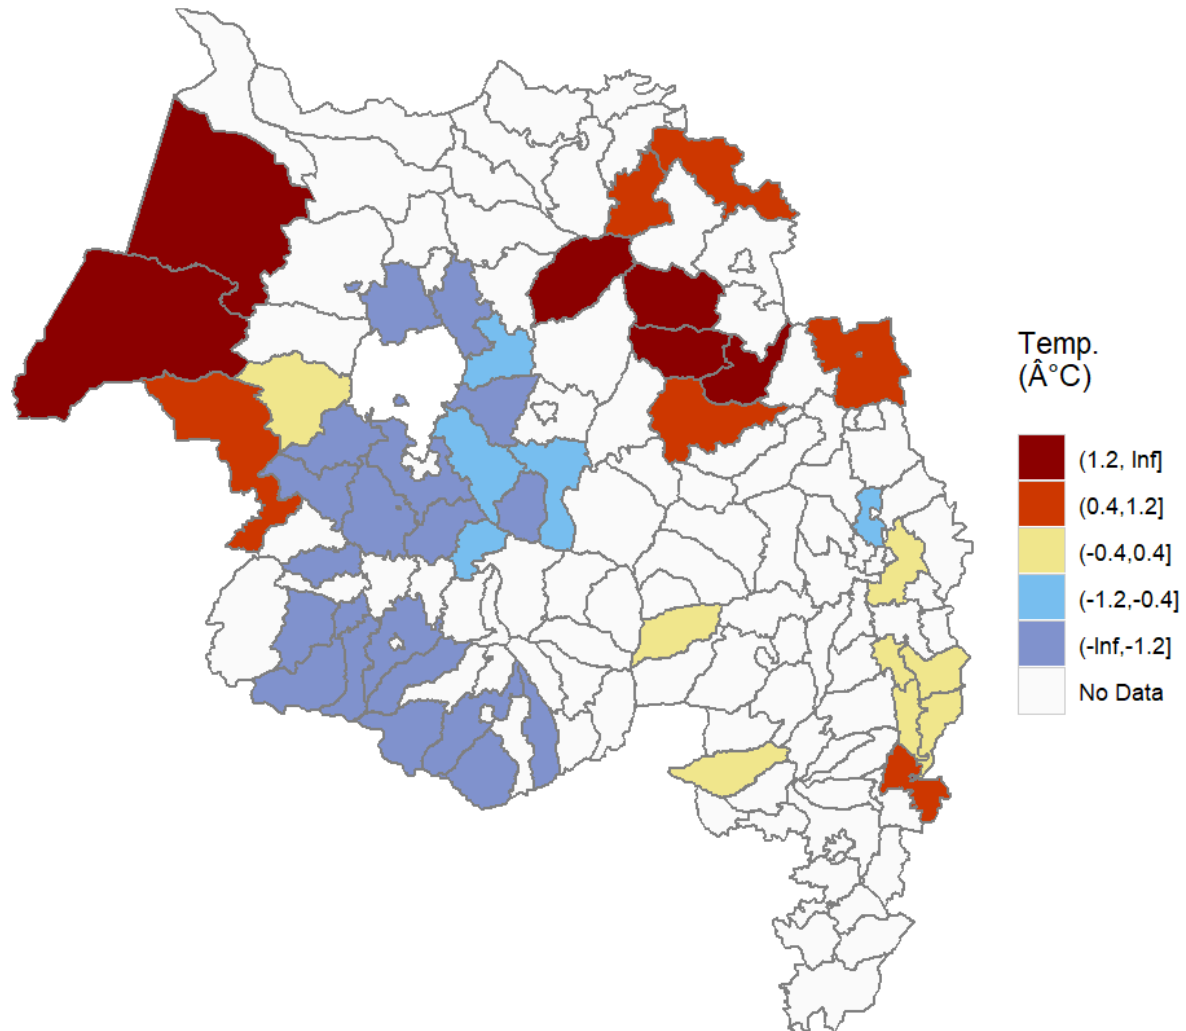 Temp.
(Â°C)
(1.2, Inf]
(0.4,1.2]
(-0.4,0.4]
(-1.2,-0.4]
(-Inf,-1.2]
No Data